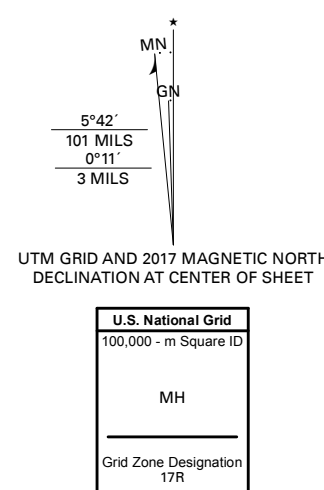 ★
MN
GN
5°42´
101 MILS
0°11´
3 MILS
UTM GRID AND 2017 MAGNETIC NORTH
DECLINATION AT CENTER OF SHEET
U.S. National Grid
100,000 - m Square ID
MH
Grid Zone Designation
17R